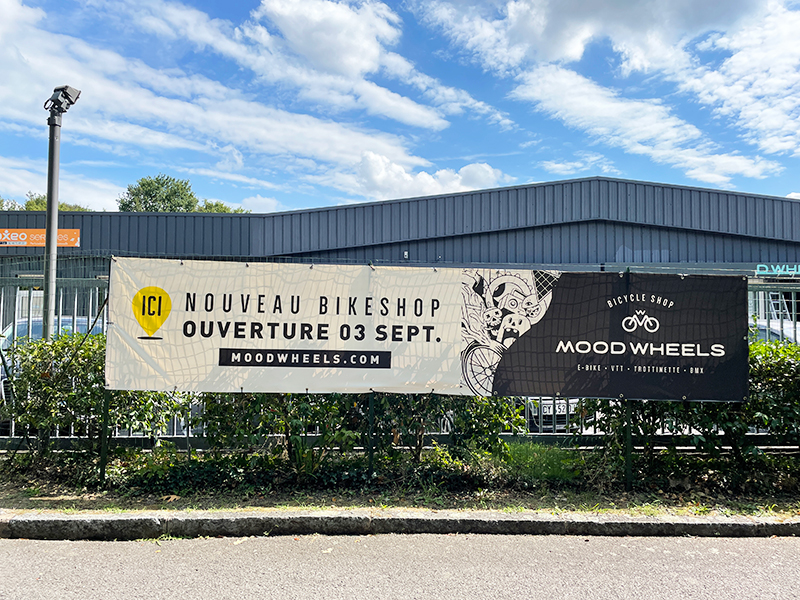 ICI
NOUVEAU BIKESHOP
OUVERTURE 03 SEPT.
MOODWHEELS.COM
BICYCLE SHOP
MOOD WHEELS
E-BIKE • VTT • TROTTINETTE • BMX